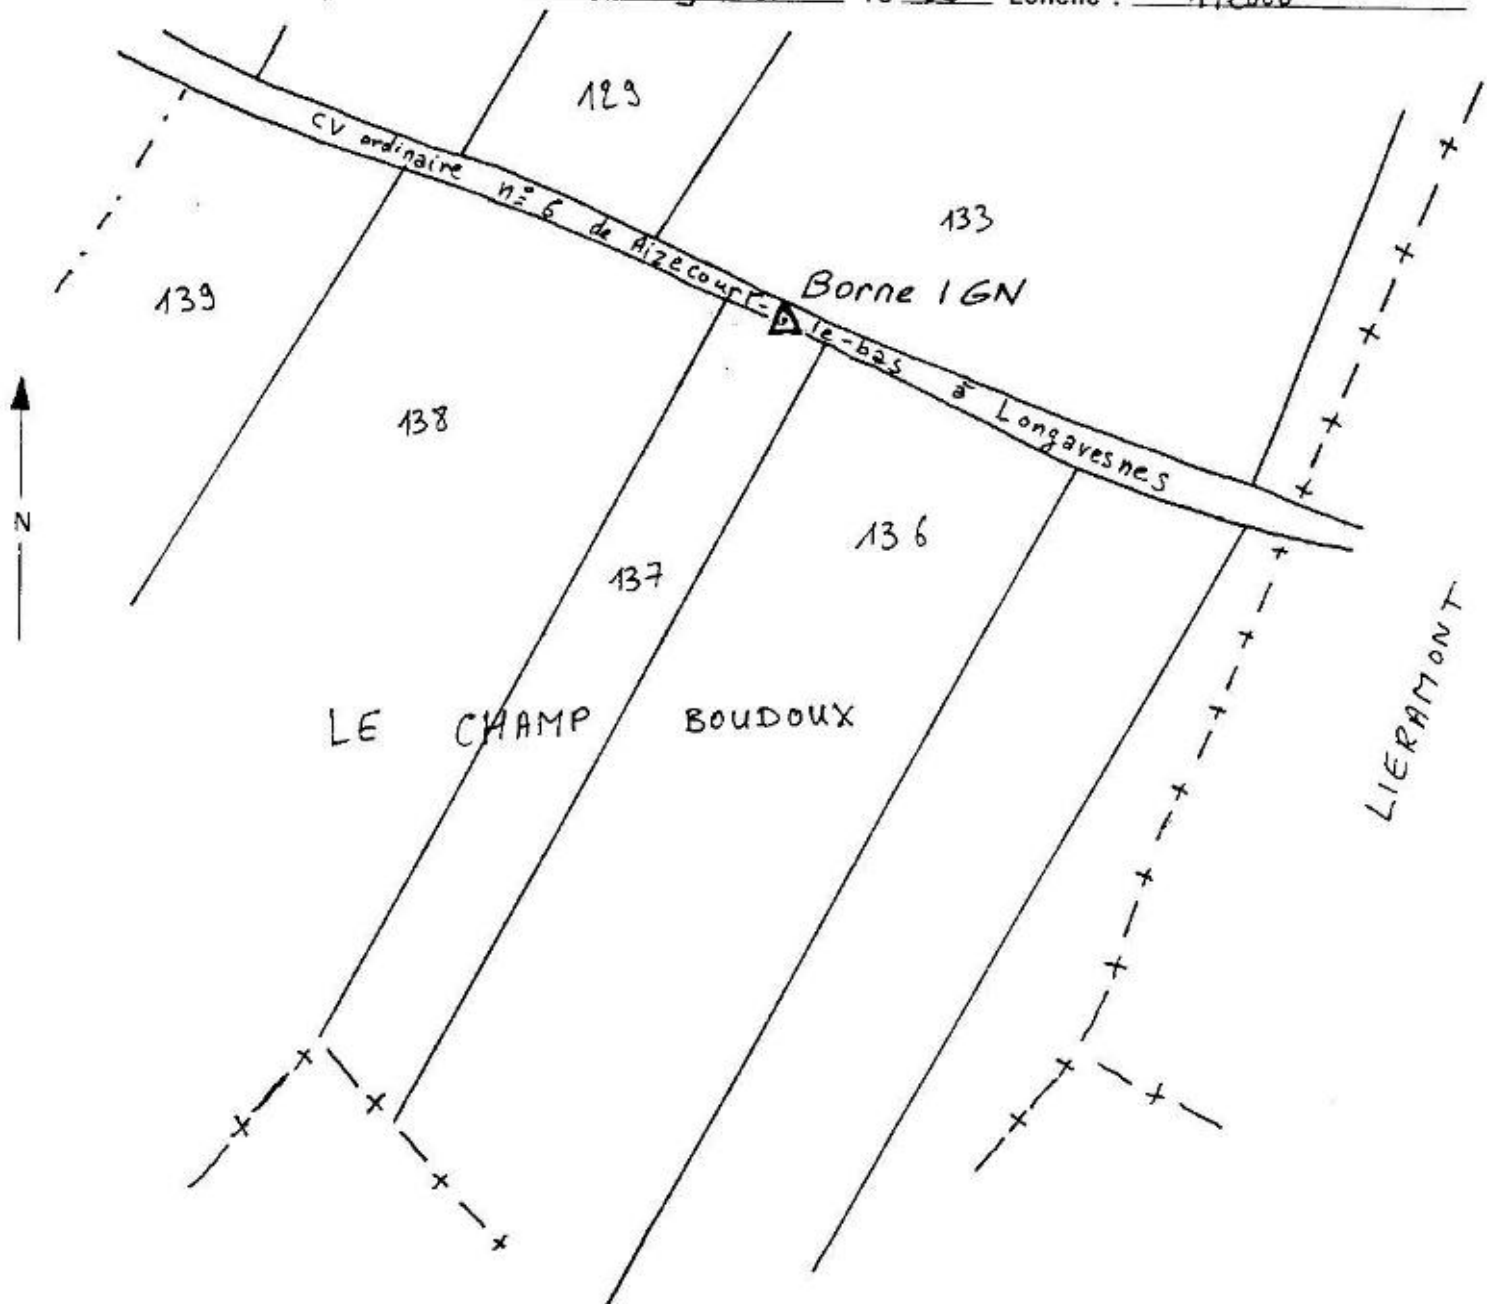 Echelle :
129
CV ordinaire n° 6 de Aizecourt-le-bas à Longavesnes
133
Borne IGN
139
138
N
136
137
LE CHAMP BOUDOUX
LIERAMONT